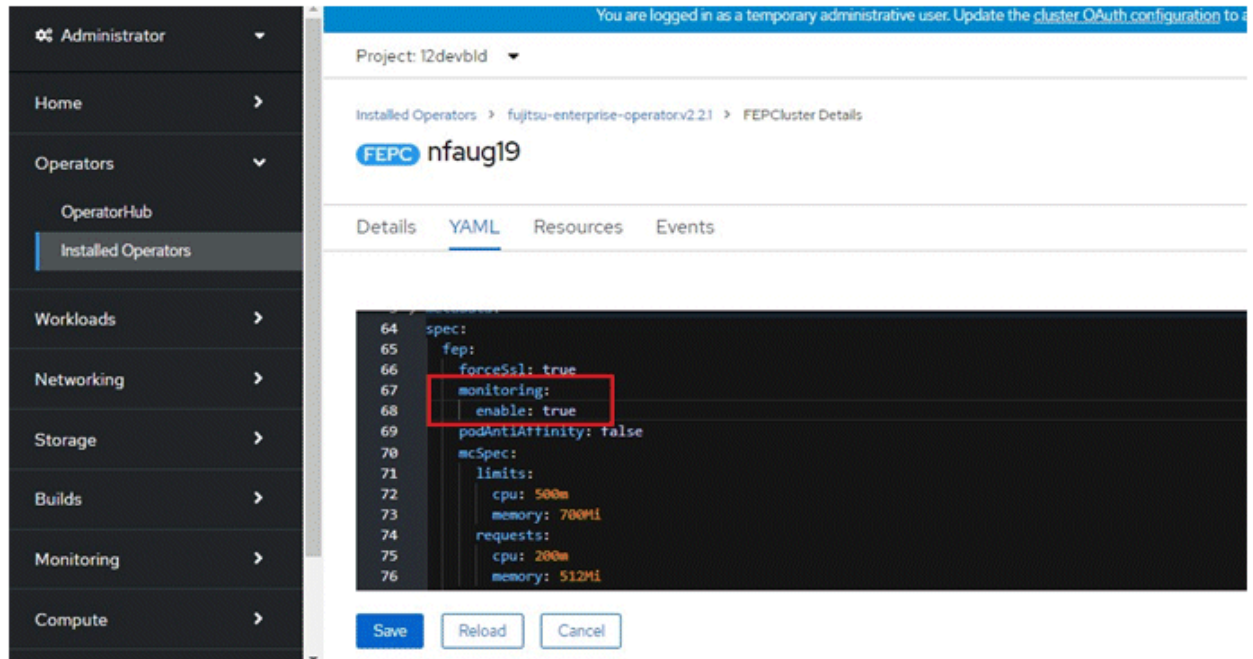 Administrator
Home
Operators
OperatorHub
Installed Operators
Workloads
Networking
Storage
Builds
Monitoring
Compute
You are logged in as a temporary administrative user. Update the cluster OAuth configuration to a
Project: 12devbld
Installed Operators > fujitsu-enterprise-operator.v2.2.1 > FEPCluster Details
FEPC nfaug19
Details YAML Resources Events
64 spec:
65 fep:
66 forceSsl: true
67 monitoring:
68 enable: true
69 podAntiAffinity: false
70 mcSpec:
71 limits:
72 cpu: 500m
73 memory: 700Mi
74 requests:
75 cpu: 200m
76 memory: 512Mi
Save Reload Cancel